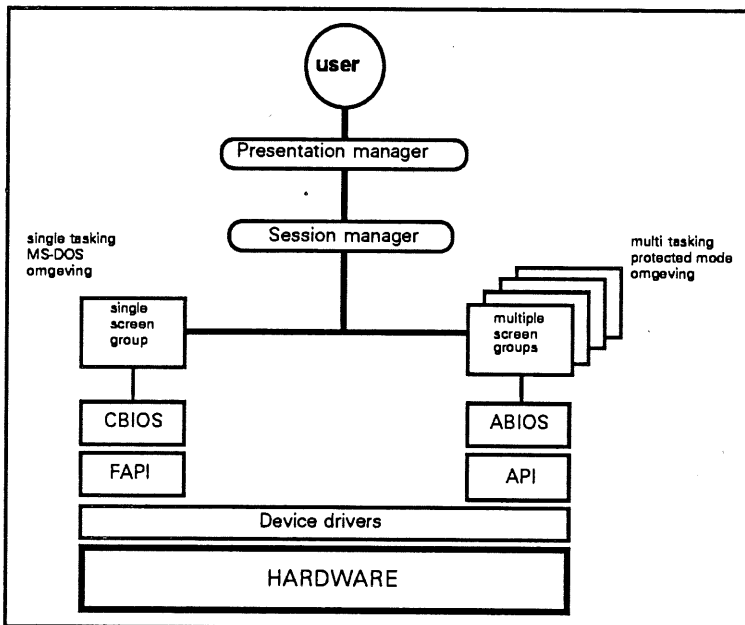 user
Presentation manager
Session manager
single tasking
MS-DOS
omgeving
multi tasking
protected mode
omgeving
single
screen
group
multiple
screen
groups
CBIOS
ABIOS
FAPI
API
Device drivers
HARDWARE